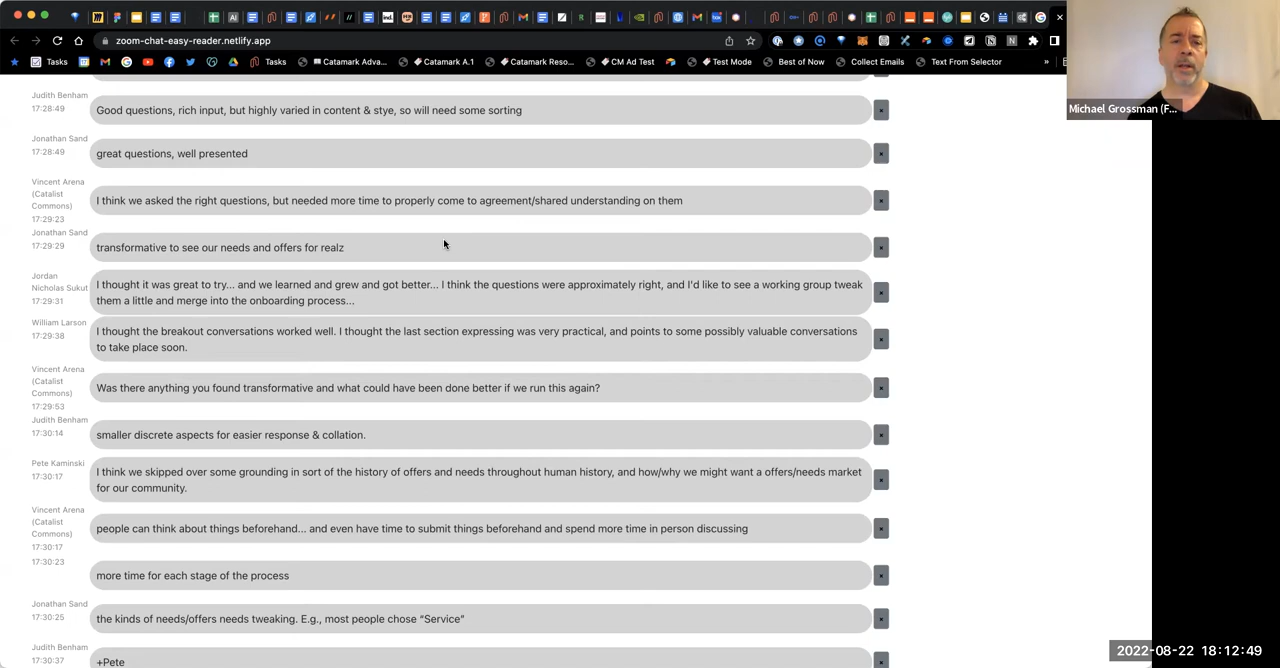 zoom-chat-easy-reader.netlify.app
Tasks
Tasks
Catamark Adva...
Catamark A.1
Catamark Reso...
CM Ad Test
Test Mode
Best of Now
Collect Emails
Text From Selector
»
Michael Grossman (F...
Judith Benham
17:28:49
Good questions, rich input, but highly varied in content & stye, so will need some sorting
Jonathan Sand
17:28:49
great questions, well presented
Vincent Arena
(Catalist
Commons)
17:29:23
I think we asked the right questions, but needed more time to properly come to agreement/shared understanding on them
Jonathan Sand
17:29:29
transformative to see our needs and offers for realz
Jordan
Nicholas Sukut
17:29:31
I thought it was great to try... and we learned and grew and got better... I think the questions were approximately right, and I'd like to see a working group tweak
them a little and merge into the onboarding process...
William Larson
17:29:38
I thought the breakout conversations worked well. I thought the last section expressing was very practical, and points to some possibly valuable conversations
to take place soon.
Vincent Arena
(Catalist
Commons)
17:29:53
Was there anything you found transformative and what could have been done better if we run this again?
Judith Benham
17:30:14
smaller discrete aspects for easier response & collation.
Pete Kaminski
17:30:17
I think we skipped over some grounding in sort of the history of offers and needs throughout human history, and how/why we might want a offers/needs market
for our community.
Vincent Arena
(Catalist
Commons)
17:30:17
people can think about things beforehand... and even have time to submit things beforehand and spend more time in person discussing
17:30:23
more time for each stage of the process
Jonathan Sand
17:30:25
the kinds of needs/offers needs tweaking. E.g., most people chose “Service”
Judith Benham
17:30:37
+Pete
2022-08-22 18:12:49